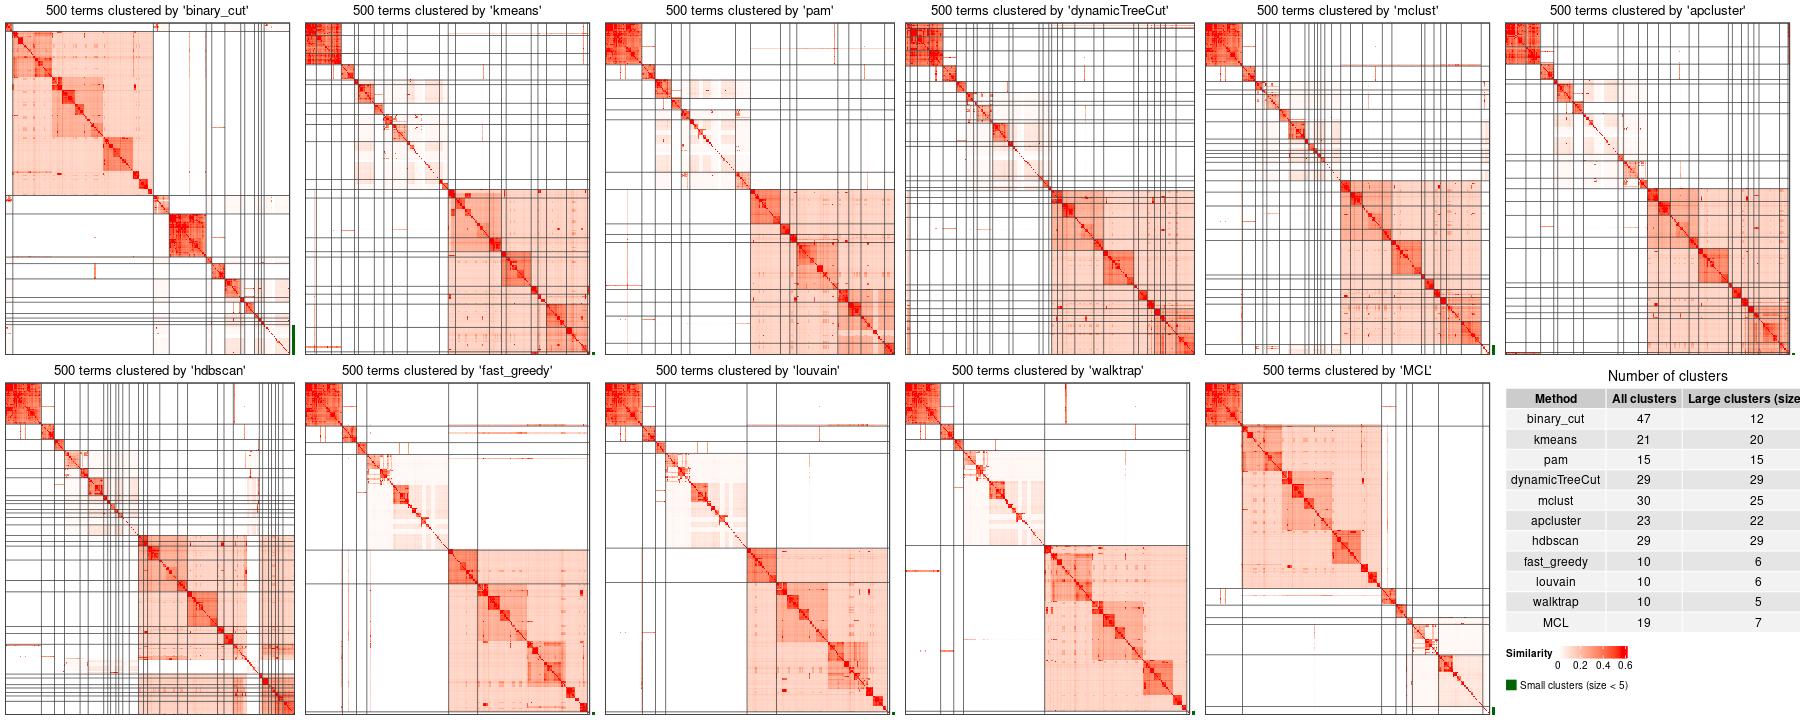 500 terms clustered by 'binary_cut'
500 terms clustered by 'kmeans'
500 terms clustered by 'pam'
500 terms clustered by 'dynamicTreeCut'
500 terms clustered by 'mclust'
500 terms clustered by 'apcluster'
500 terms clustered by 'hdbscan'
500 terms clustered by 'fast_greedy'
500 terms clustered by 'louvain'
500 terms clustered by 'walktrap'
500 terms clustered by 'MCL'
Number of clusters
Method All clusters Large clusters (size
binary_cut 47 12
kmeans 21 20
pam 15 15
dynamicTreeCut 29 29
mclust 30 25
apcluster 23 22
hdbscan 29 29
fast_greedy 10 6
louvain 10 6
walktrap 10 5
MCL 19 7
Similarity
0 0.2 0.4 0.6
Small clusters (size < 5)